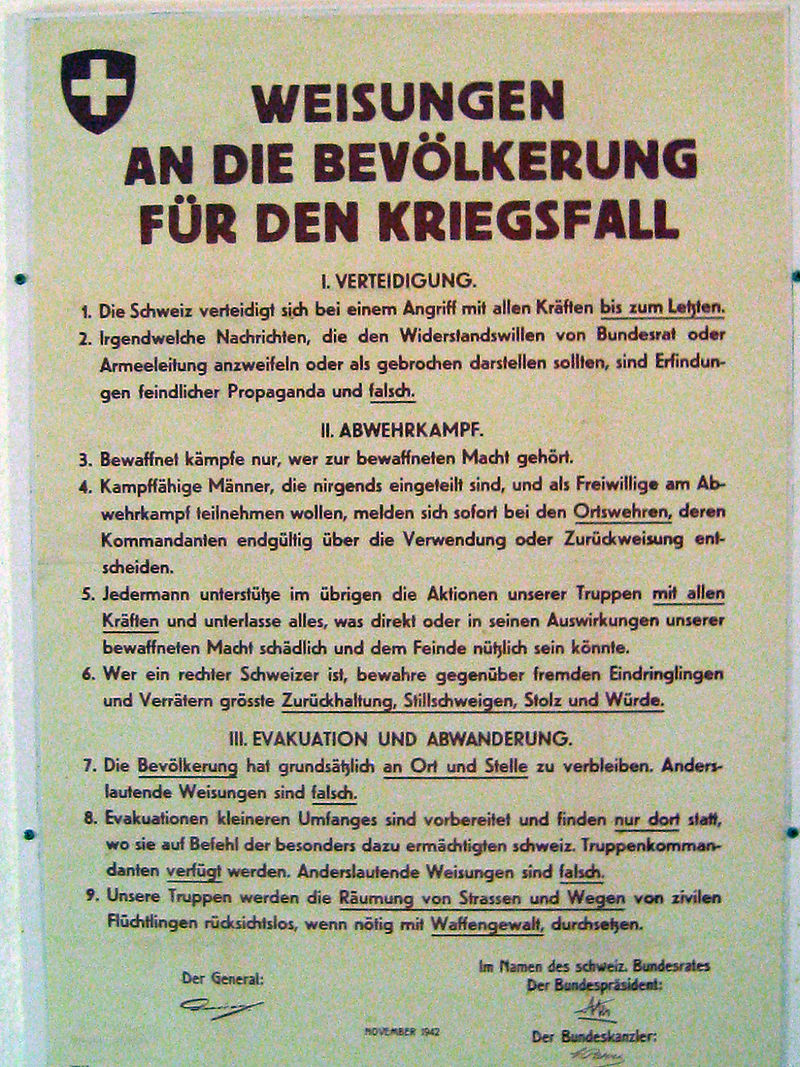 WEISUNGEN
AN DIE BEVÖLKERUNG
FÜR DEN KRIEGSFALL
I. VERTEIDIGUNG.
1. Die Schweiz verteidigt sich bei einem Angriff mit allen Kräften bis zum Letzten.
2. Irgendwelche Nachrichten, die den Widerstandswillen von Bundesrat oder
Armeeleitung anzweifeln oder als gebrochen darstellen sollten, sind Erfindun-
gen feindlicher Propaganda und falsch.
II. ABWEHRKAMPF.
3. Bewaffnet kämpfe nur, wer zur bewaffneten Macht gehört.
4. Kampffähige Männer, die nirgends eingeteilt sind, und als Freiwillige am Ab-
wehrkampf teilnehmen wollen, melden sich sofort bei den Ortswehren, deren
Kommandanten endgültig über die Verwendung oder Zurückweisung ent-
scheiden.
5. Jedermann unterstütze im übrigen die Aktionen unserer Truppen mit allen
Kräften und unterlasse alles, was direkt oder in seinen Auswirkungen unserer
bewaffneten Macht schädlich und dem Feinde nützlich sein könnte.
6. Wer ein rechter Schweizer ist, bewahre gegenüber fremden Eindringlingen
und Verrätern grösste Zurückhaltung, Stillschweigen, Stolz und Würde.
III. EVAKUATION UND ABWANDERUNG.
7. Die Bevölkerung hat grundsätzlich an Ort und Stelle zu verbleiben. Anders-
lautende Weisungen sind falsch.
8. Evakuationen kleineren Umfanges sind vorbereitet und finden nur dort statt,
wo sie auf Befehl der besonders dazu ermächtigten schweiz. Truppenkomman-
danten verfügt werden. Anderslautende Weisungen sind falsch.
9. Unsere Truppen werden die Räumung von Strassen und Wegen von zivilen
Flüchtlingen rücksichtslos, wenn nötig mit Waffengewalt, durchsetzen.
Der General:
Im Namen des schweiz. Bundesrates
Der Bundespräsident:
NOVEMBER 1942
Der Bundeskanzler: